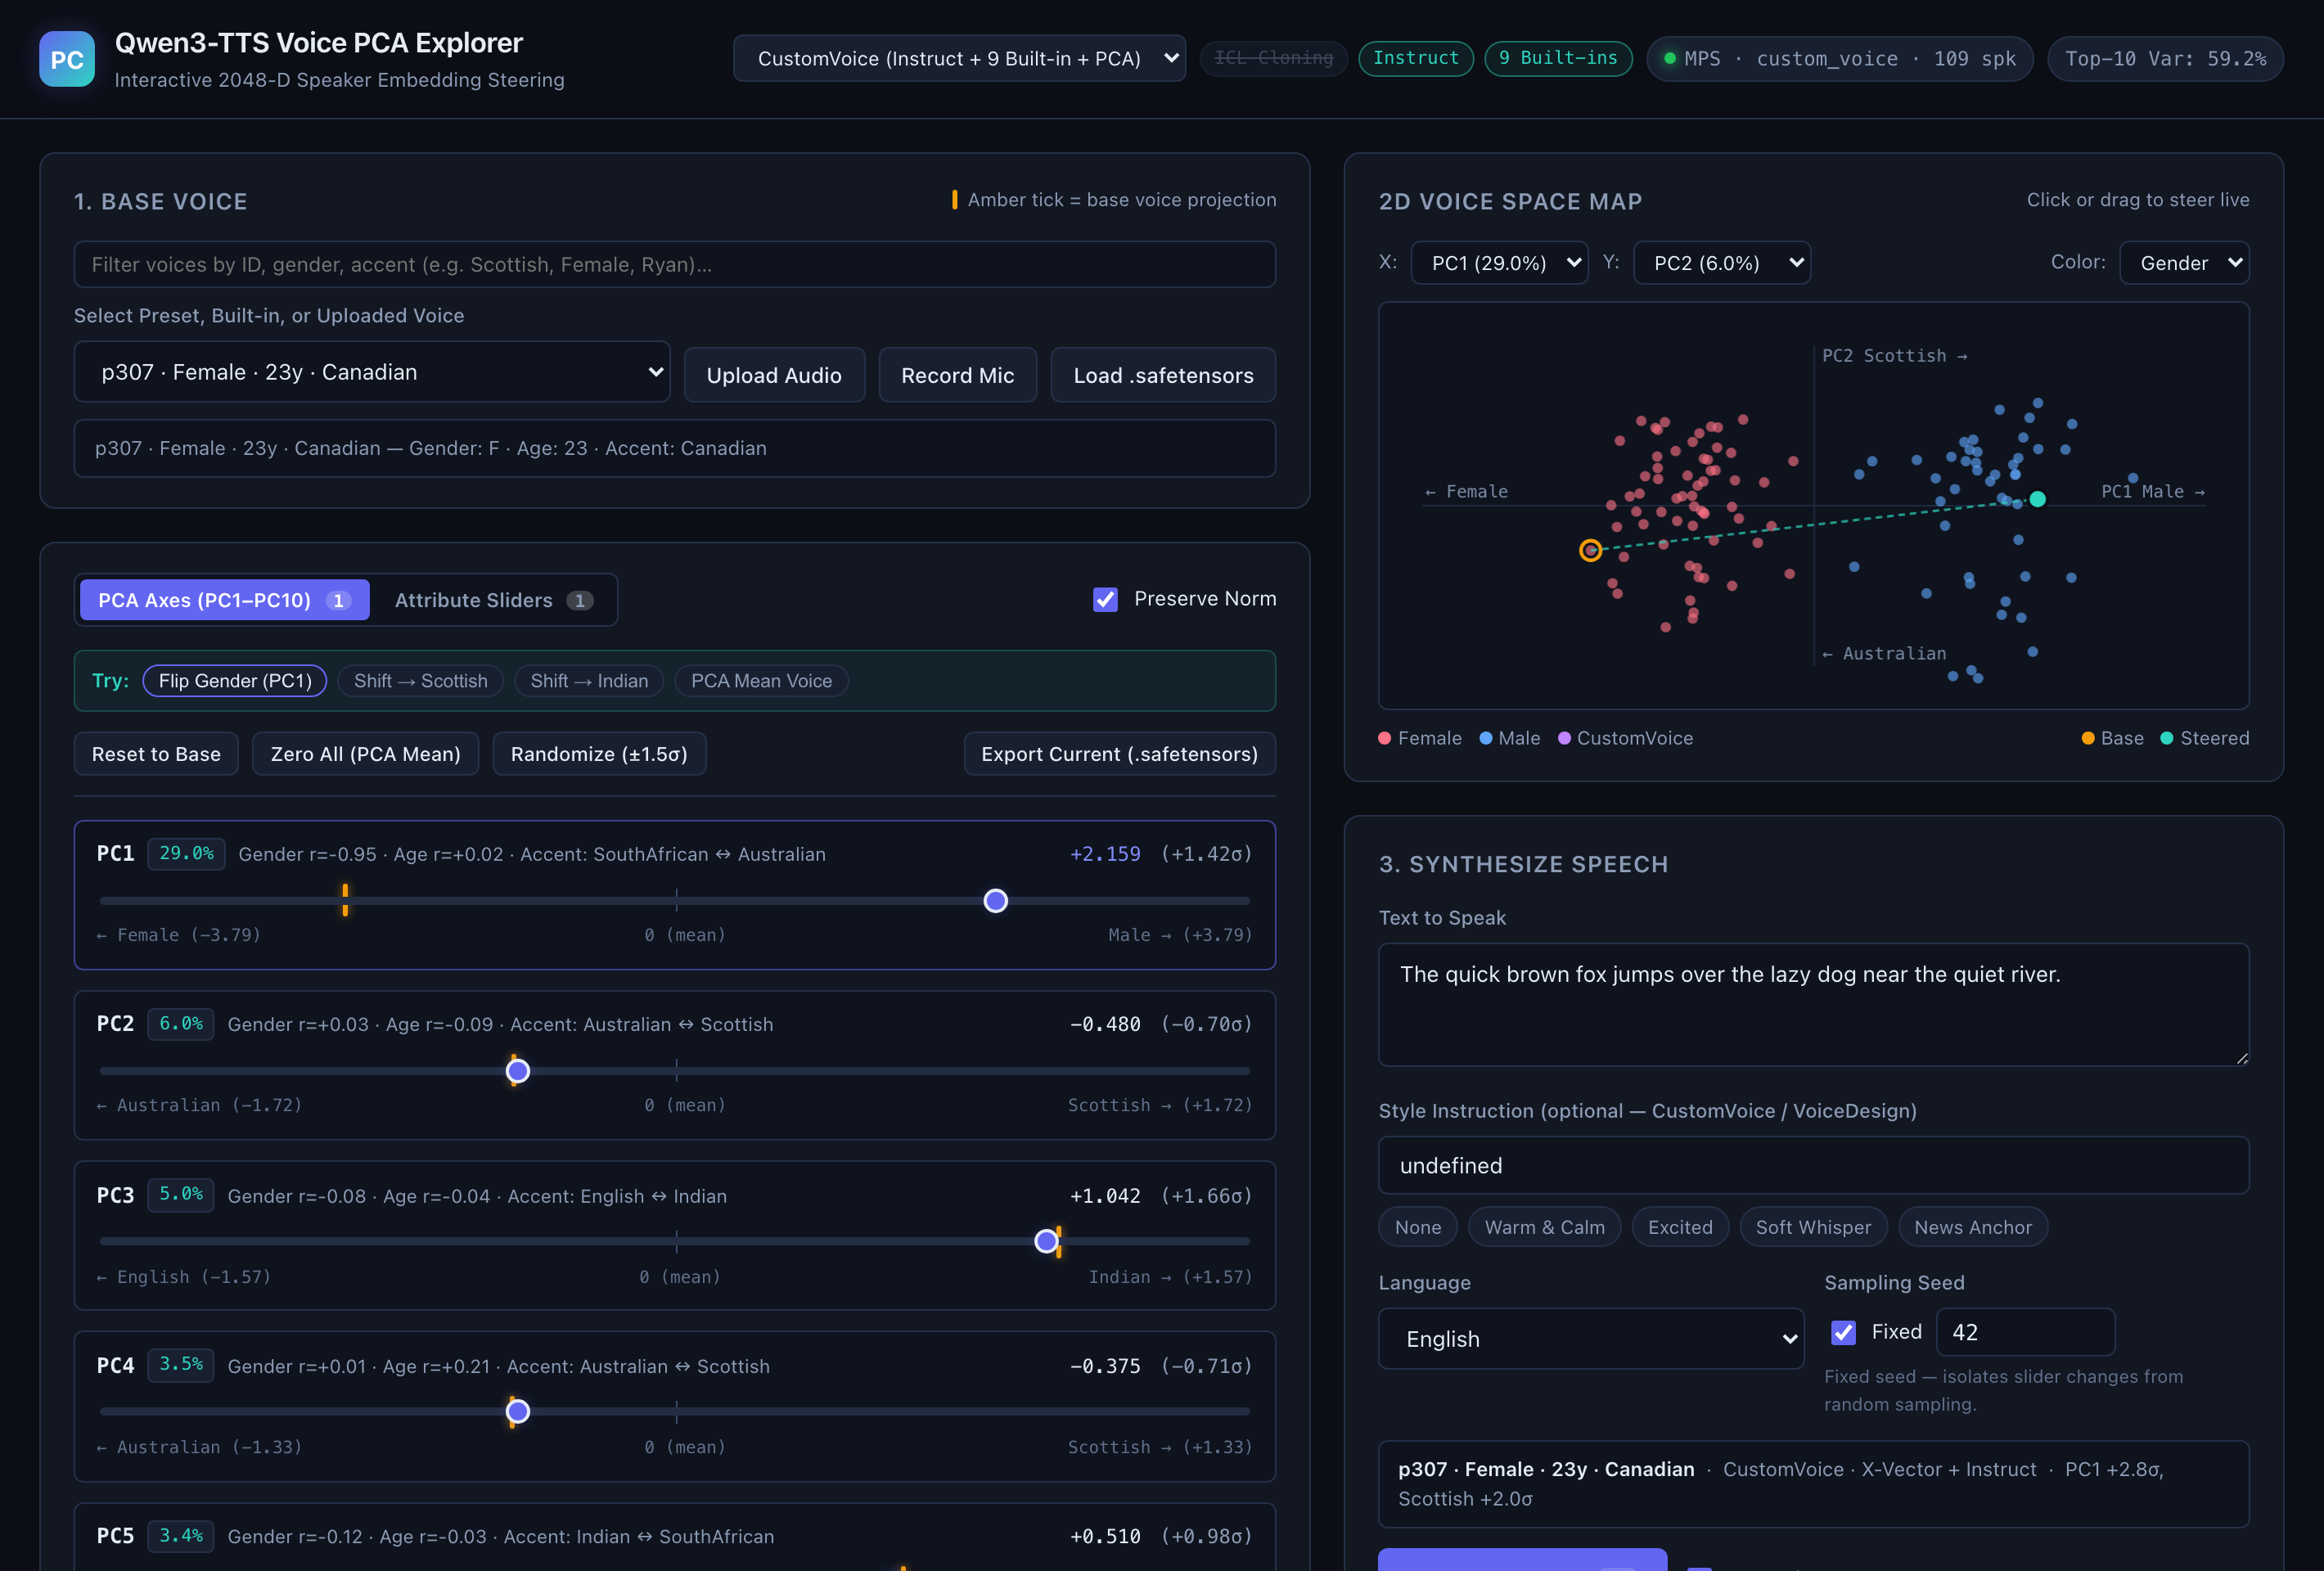 PC
Qwen3-TTS Voice PCA Explorer
Interactive 2048-D Speaker Embedding Steering
CustomVoice (Instruct + 9 Built-in + PCA)
ICL Cloning
Instruct
9 Built-ins
MPS · custom_voice · 109 spk
Top-10 Var: 59.2%
1. BASE VOICE
Amber tick = base voice projection
Filter voices by ID, gender, accent (e.g. Scottish, Female, Ryan)...
Select Preset, Built-in, or Uploaded Voice
p307 · Female · 23y · Canadian
Upload Audio
Record Mic
Load .safetensors
p307 · Female · 23y · Canadian — Gender: F · Age: 23 · Accent: Canadian
PCA Axes (PC1–PC10) 1
Attribute Sliders 1
Preserve Norm
Try:
Flip Gender (PC1)
Shift → Scottish
Shift → Indian
PCA Mean Voice
Reset to Base
Zero All (PCA Mean)
Randomize (±1.5σ)
Export Current (.safetensors)
PC1 29.0% Gender r=-0.95 · Age r=+0.02 · Accent: SouthAfrican ↔ Australian +2.159 (+1.42σ)
← Female (−3.79) 0 (mean) Male → (+3.79)
PC2 6.0% Gender r=+0.03 · Age r=-0.09 · Accent: Australian ↔ Scottish −0.480 (−0.70σ)
← Australian (−1.72) 0 (mean) Scottish → (+1.72)
PC3 5.0% Gender r=-0.08 · Age r=-0.04 · Accent: English ↔ Indian +1.042 (+1.66σ)
← English (−1.57) 0 (mean) Indian → (+1.57)
PC4 3.5% Gender r=+0.01 · Age r=+0.21 · Accent: Australian ↔ Scottish −0.375 (−0.71σ)
← Australian (−1.33) 0 (mean) Scottish → (+1.33)
PC5 3.4% Gender r=-0.12 · Age r=-0.03 · Accent: Indian ↔ SouthAfrican +0.510 (+0.98σ)
2D VOICE SPACE MAP
Click or drag to steer live
X: PC1 (29.0%) Y: PC2 (6.0%) Color: Gender
PC2 Scottish →
← Female
PC1 Male →
← Australian
Female Male CustomVoice
Base Steered
3. SYNTHESIZE SPEECH
Text to Speak
The quick brown fox jumps over the lazy dog near the quiet river.
Style Instruction (optional — CustomVoice / VoiceDesign)
undefined
None
Warm & Calm
Excited
Soft Whisper
News Anchor
Language
English
Sampling Seed
Fixed 42
Fixed seed — isolates slider changes from
random sampling.
p307 · Female · 23y · Canadian · CustomVoice · X-Vector + Instruct · PC1 +2.8σ,
Scottish +2.0σ